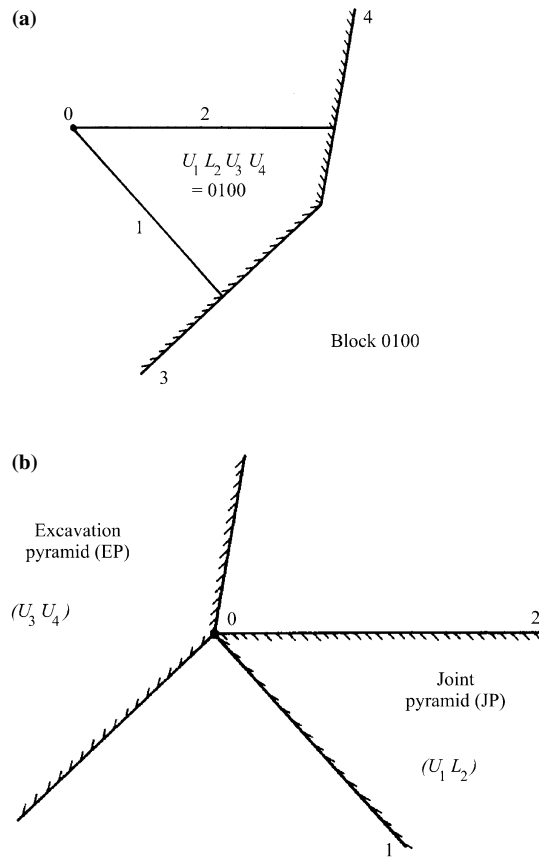 (a)
4
0
2
U₁ L₂ U₃ U₄
= 0100
1
Block 0100
3
(b)
Excavation
pyramid (EP)
(U₃ U₄)
0
2
Joint
pyramid (JP)
(U₁ L₂)
1